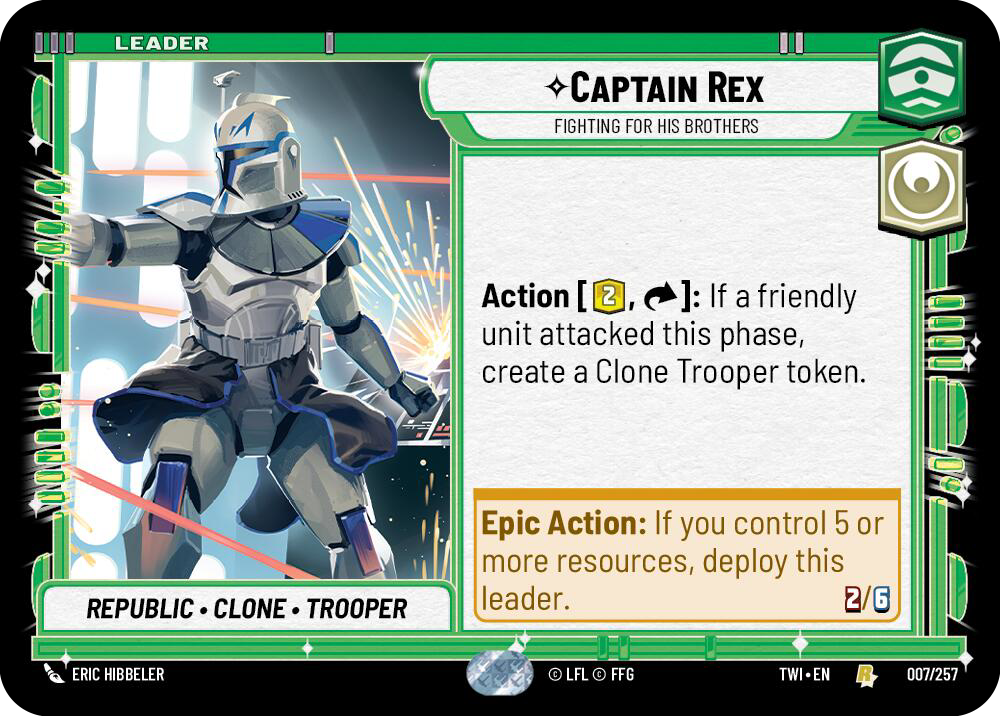 LEADER
✧CAPTAIN REX
FIGHTING FOR HIS BROTHERS
Action [2, ]: If a friendly
unit attacked this phase,
create a Clone Trooper token.
Epic Action: If you control 5 or
more resources, deploy this
leader.
2/6
REPUBLIC • CLONE • TROOPER
ERIC HIBBELER
© LFL © FFG
TWI • EN
R
007/257